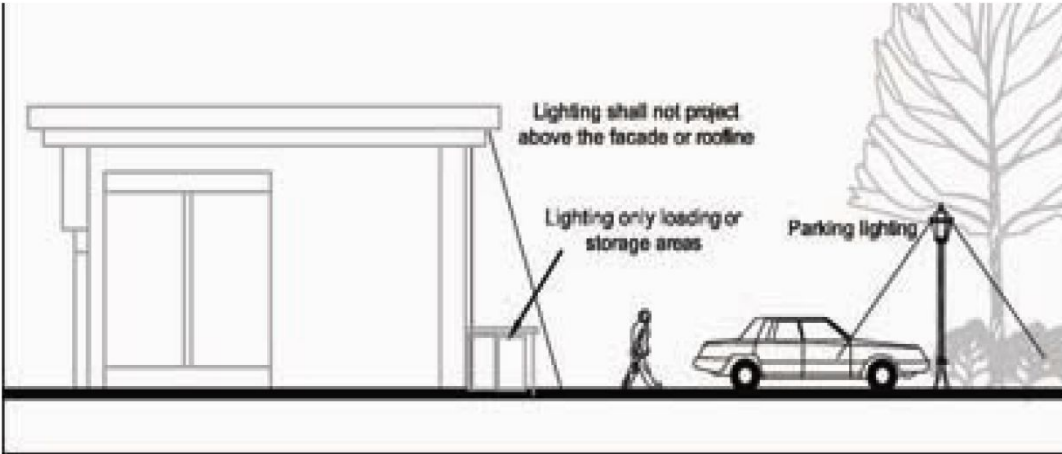 Lighting shall not project
above the facade or roofline
Lighting only loading or
storage areas
Parking lighting